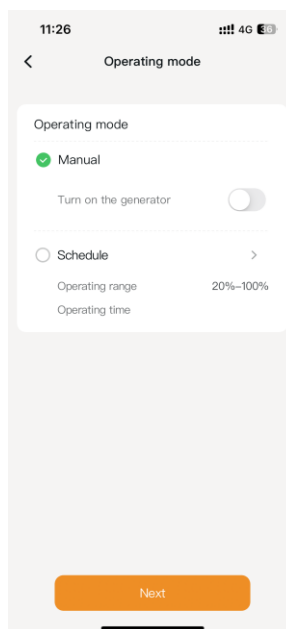 11:26
4G 36
Operating mode
Operating mode
Manual
Turn on the generator
Schedule
Operating range 20%–100%
Operating time
Next